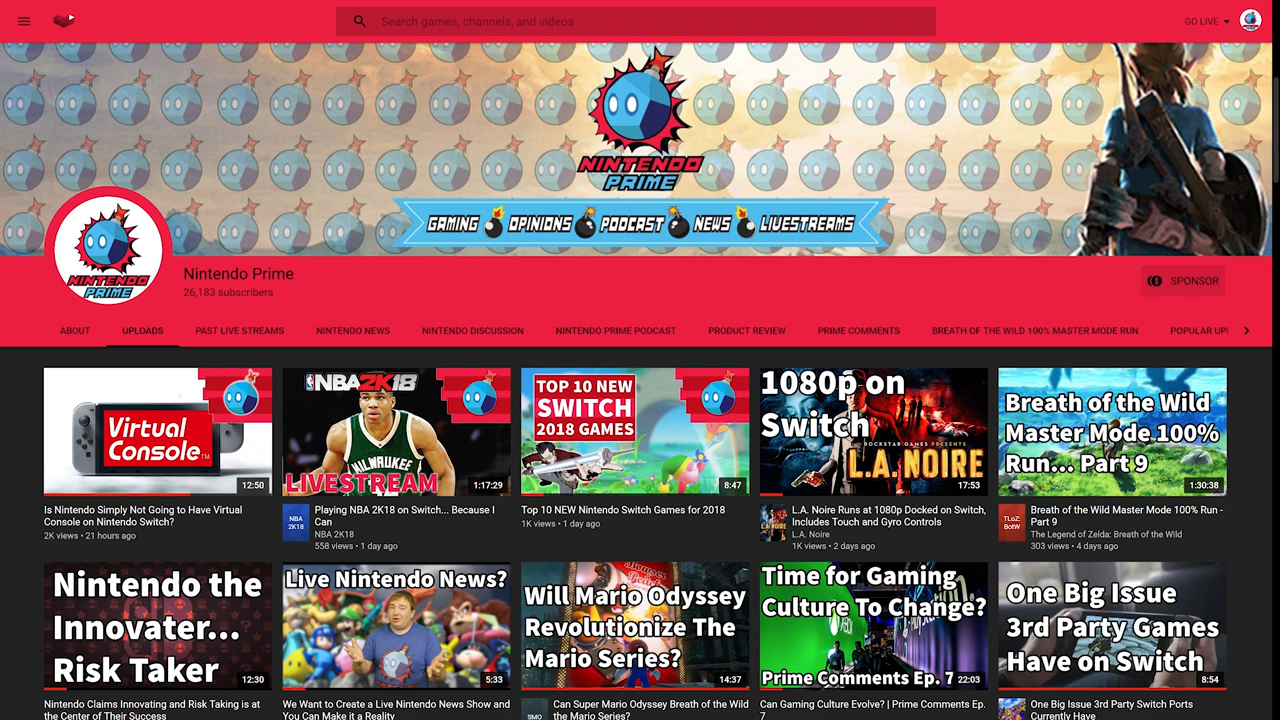 Search games, channels, and videos
GO LIVE
NINTENDO
PRIME
GAMING OPINIONS PODCAST NEWS LIVESTREAMS
NINTENDO
PRIME
Nintendo Prime
26,183 subscribers
SPONSOR
ABOUT UPLOADS PAST LIVE STREAMS NINTENDO NEWS NINTENDO DISCUSSION NINTENDO PRIME PODCAST PRODUCT REVIEW PRIME COMMENTS BREATH OF THE WILD 100% MASTER MODE RUN POPULAR UPL
Virtual
Console™
12:50
Is Nintendo Simply Not Going to Have Virtual
Console on Nintendo Switch?
2K views • 21 hours ago
NBA2K18
MILWAUKEE
LIVESTREAM
1:17:29
NBA
2K18
Playing NBA 2K18 on Switch... Because I
Can
NBA 2K18
558 views • 1 day ago
TOP 10 NEW
SWITCH
2018 GAMES
8:47
Top 10 NEW Nintendo Switch Games for 2018
1K views • 1 day ago
1080p on
Switch
ROCKSTAR GAMES PRESENTS
L.A. NOIRE
17:53
L.A. Noire Runs at 1080p Docked on Switch,
Includes Touch and Gyro Controls
L.A. Noire
1K views • 2 days ago
Breath of the Wild
Master Mode 100%
Run... Part 9
1:30:38
TLoZ:
BotW
Breath of the Wild Master Mode 100% Run -
Part 9
The Legend of Zelda: Breath of the Wild
303 views • 4 days ago
Nintendo the
Innovater...
Risk Taker
12:30
Nintendo Claims Innovating and Risk Taking is at
the Center of Their Success
Live Nintendo News?
5:33
We Want to Create a Live Nintendo News Show and
You Can Make it a Reality
Will Mario Odyssey
Revolutionize The
Mario Series?
14:37
SMO
Can Super Mario Odyssey Breath of the Wild
the Mario Series?
Time for Gaming
Culture To Change?
XBOX
Prime Comments Ep. 7
22:03
Can Gaming Culture Evolve? | Prime Comments Ep.
7
One Big Issue
3rd Party Games
Have on Switch
8:54
One Big Issue 3rd Party Switch Ports
Currently Have